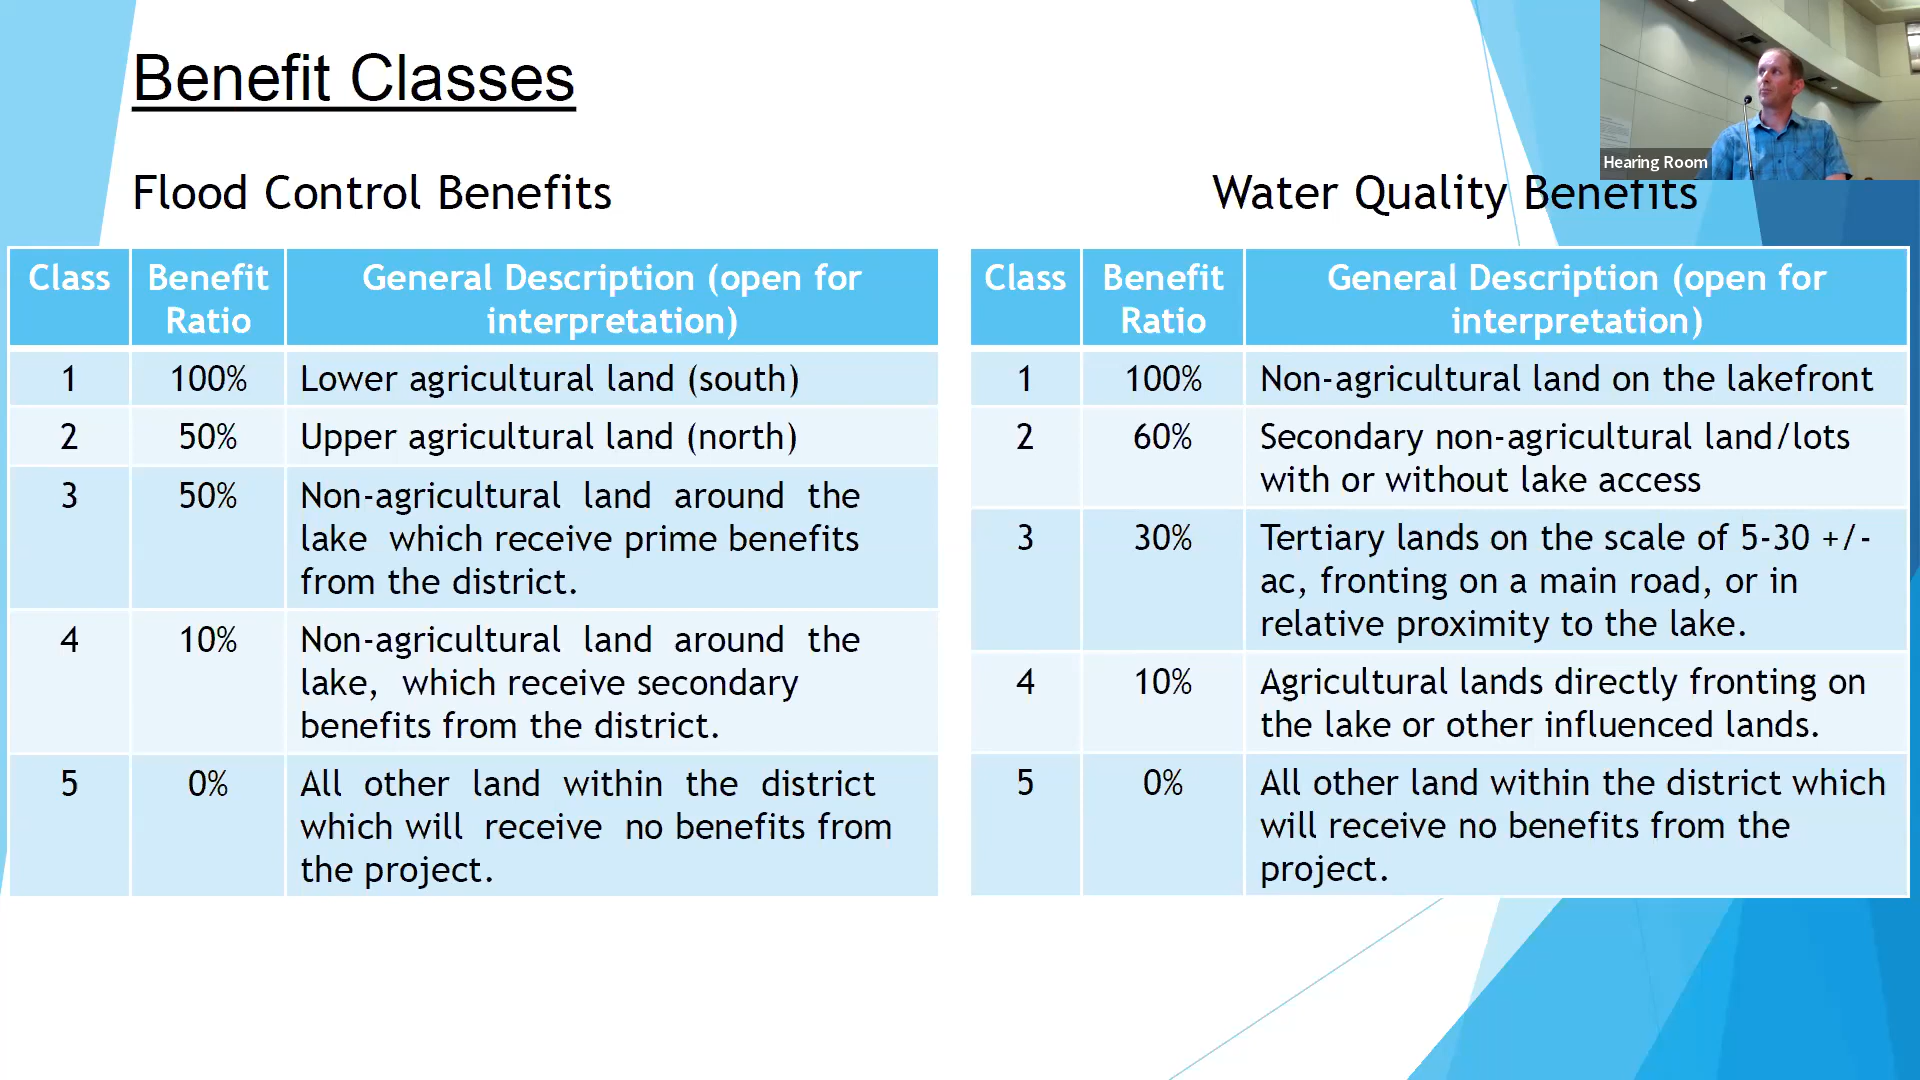 Benefit Classes
Hearing Room
Flood Control Benefits
Water Quality Benefits
Class Benefit Ratio General Description (open for interpretation)
1 100% Lower agricultural land (south)
2 50% Upper agricultural land (north)
3 50% Non-agricultural land around the
lake which receive prime benefits
from the district.
4 10% Non-agricultural land around the
lake, which receive secondary
benefits from the district.
5 0% All other land within the district
which will receive no benefits from
the project.
Class Benefit Ratio General Description (open for interpretation)
1 100% Non-agricultural land on the lakefront
2 60% Secondary non-agricultural land/lots
with or without lake access
3 30% Tertiary lands on the scale of 5-30 +/-
ac, fronting on a main road, or in
relative proximity to the lake.
4 10% Agricultural lands directly fronting on
the lake or other influenced lands.
5 0% All other land within the district which
will receive no benefits from the
project.